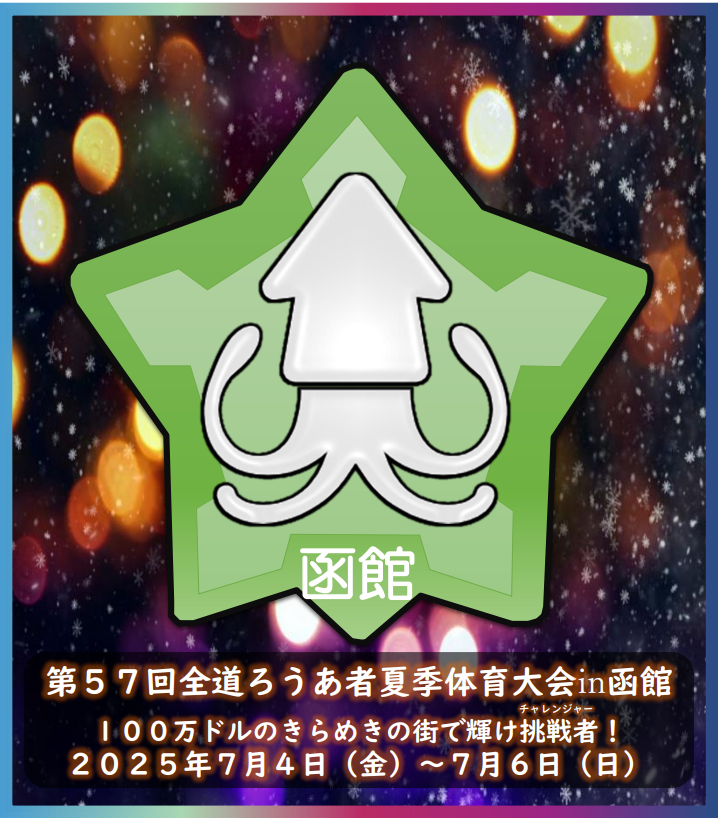 函館
第５７回全道ろうあ者夏季体育大会in函館
チャレンジャー
１００万ドルのきらめきの街で輝け挑戦者！
２０２５年７月４日（金）～７月６日（日）